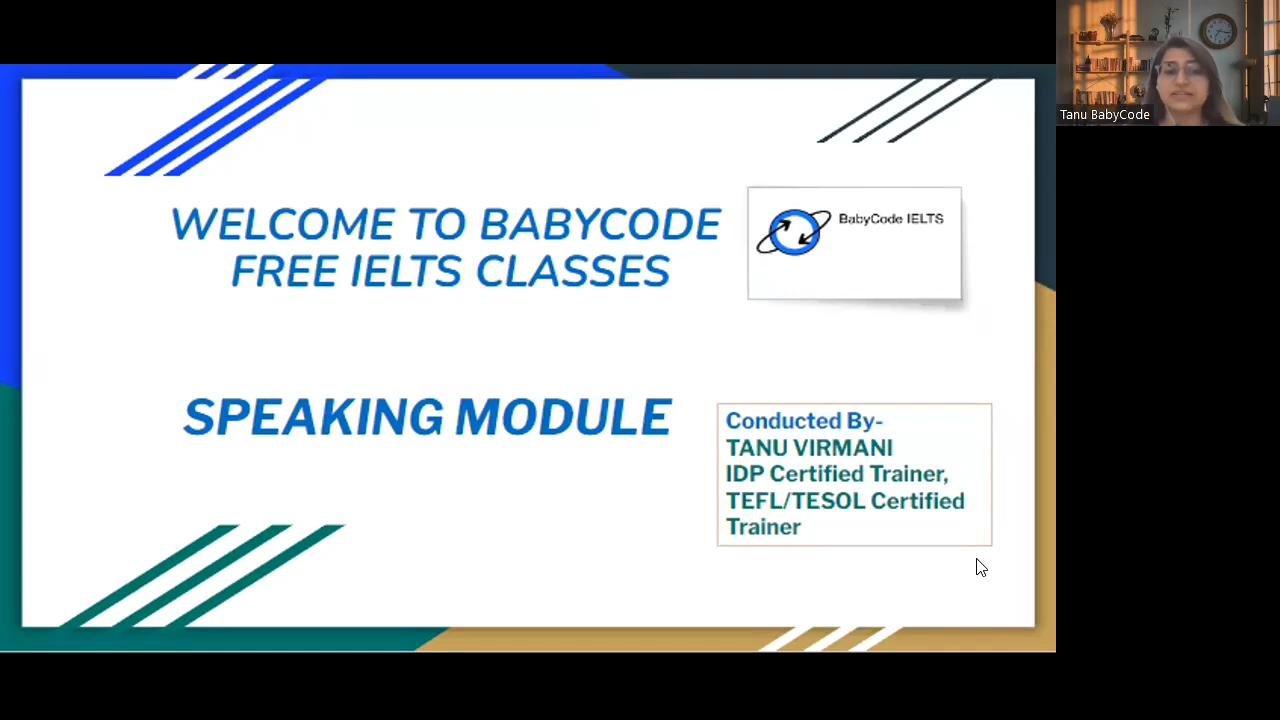 Tanu BabyCode
WELCOME TO BABYCODE
FREE IELTS CLASSES
BabyCode IELTS
SPEAKING MODULE
Conducted By-
TANU VIRMANI
IDP Certified Trainer,
TEFL/TESOL Certified
Trainer